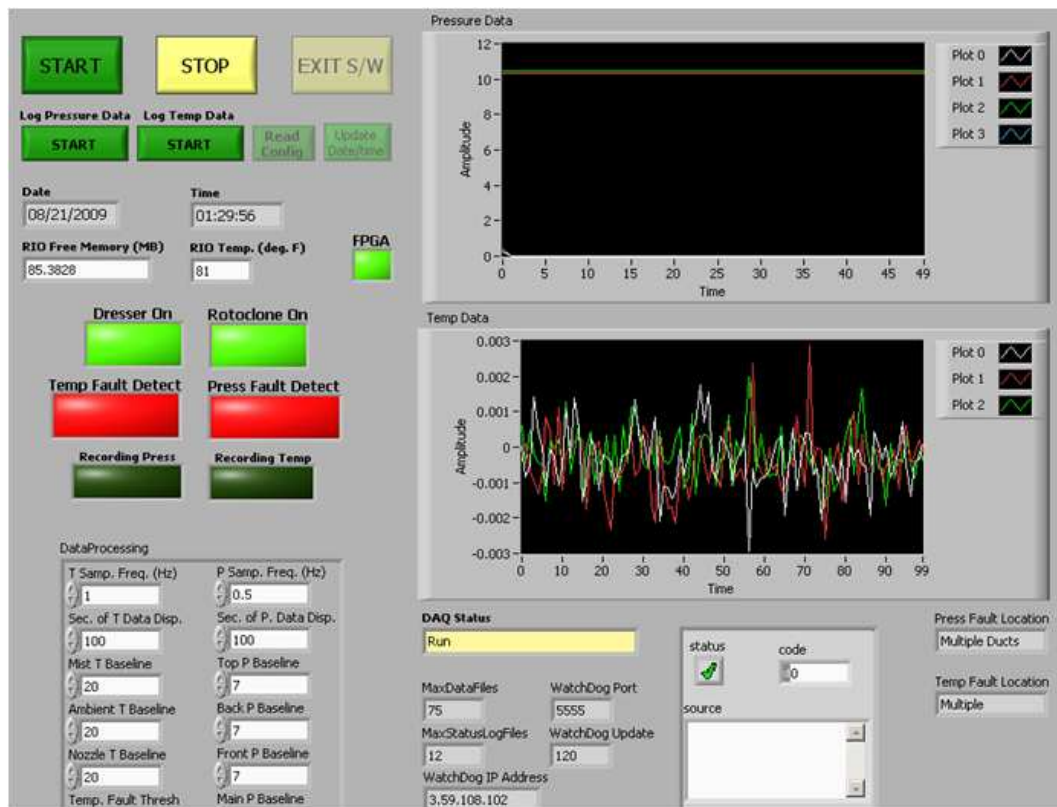 START
STOP
EXIT S/W
Log Pressure Data
Log Temp Data
START
START
Read
Config
Update
Date/time
Date
Time
08/21/2009
01:29:56
RIO Free Memory (MB)
RIO Temp. (deg. F)
FPGA
85.3828
81
Dresser On
Rotoclone On
Temp Fault Detect
Press Fault Detect
Recording Press
Recording Temp
DataProcessing
T Samp. Freq. (Hz)
P Samp. Freq. (Hz)
1
0.5
Sec. of T Data Disp.
Sec. of P. Data Disp.
100
100
Mist T Baseline
Top P Baseline
20
7
Ambient T Baseline
Back P Baseline
20
7
Nozzle T Baseline
Front P Baseline
20
7
Temp. Fault Thresh
Main P Baseline
Pressure Data
12
10
8
6
4
2
0
Amplitude
0 5 10 15 20 25 30 35 40 45 49
Time
Plot 0
Plot 1
Plot 2
Plot 3
Temp Data
0.003
0.002
0.001
0
-0.001
-0.002
-0.003
Amplitude
0 10 20 30 40 50 60 70 80 90 99
Time
Plot 0
Plot 1
Plot 2
DAQ Status
Run
MaxDataFiles
WatchDog Port
75
5555
MaxStatusLogFiles
WatchDog Update
12
120
WatchDog IP Address
3.59.108.102
status
code
0
source
Press Fault Location
Multiple Ducts
Temp Fault Location
Multiple